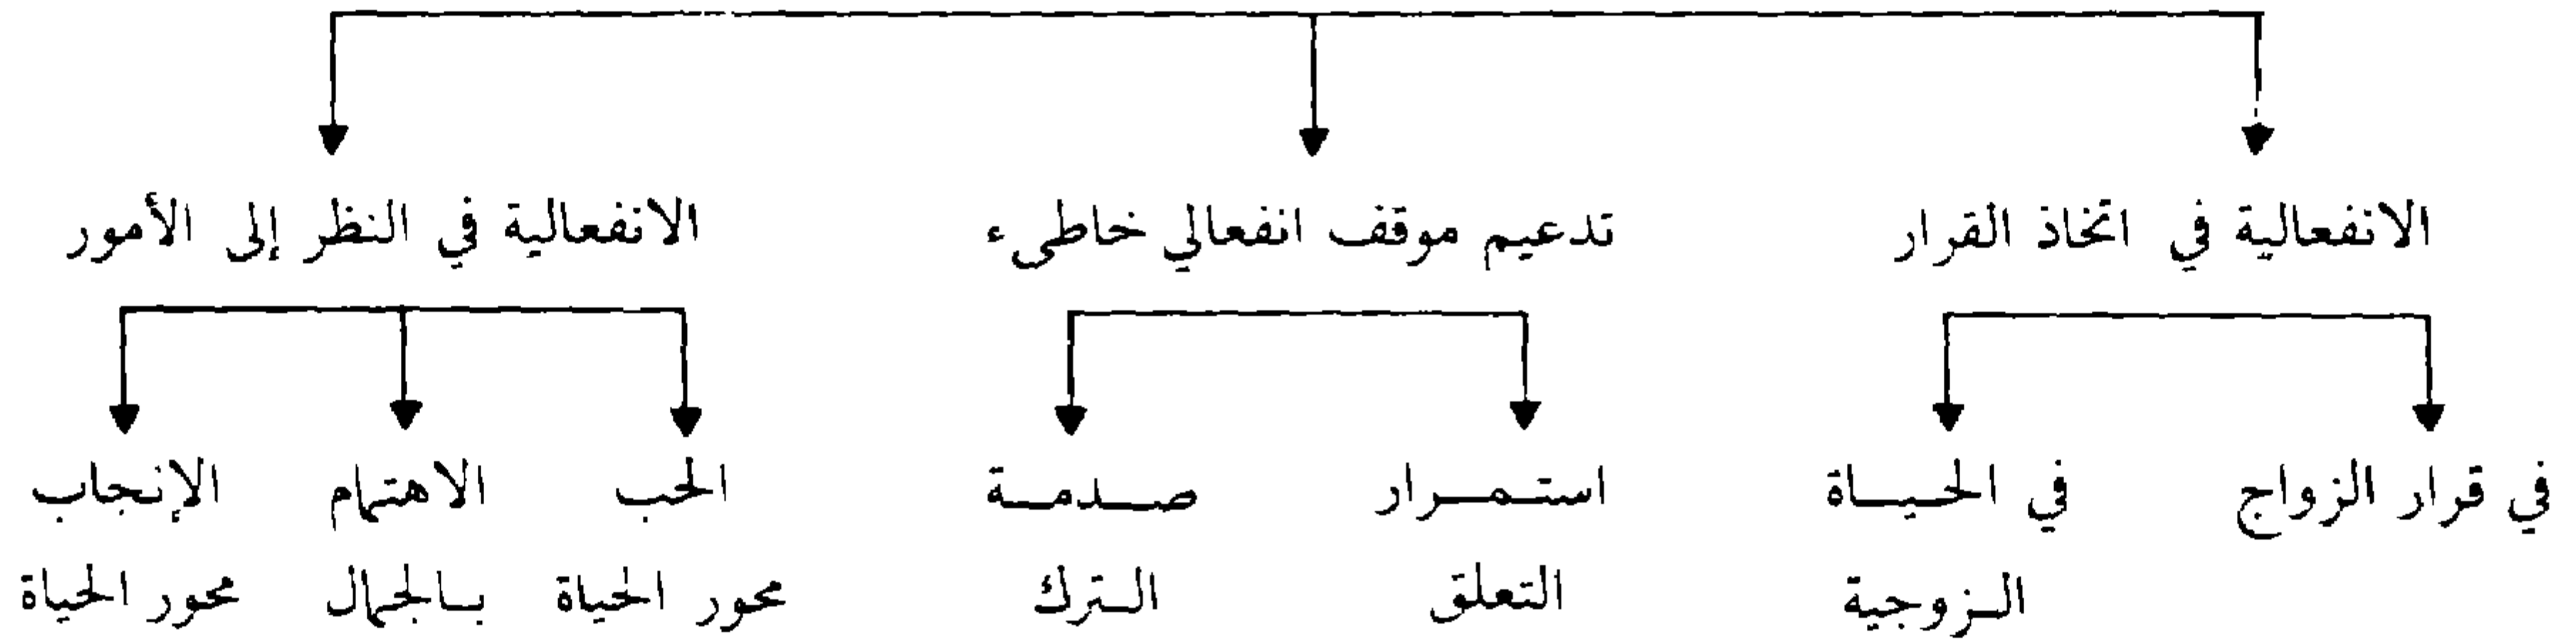 الانفعالية في اتخاذ القرار
تدعيم موقف انفعالي خاطىء
الانفعالية في النظر إلى الأمور
في قرار الزواج
في الحياة
الزوجية
استمرار
التعلق
صدمة
الترك
الحب
محور الحياة
الاهتمام
بالجمال
الإنجاب
محور الحياة